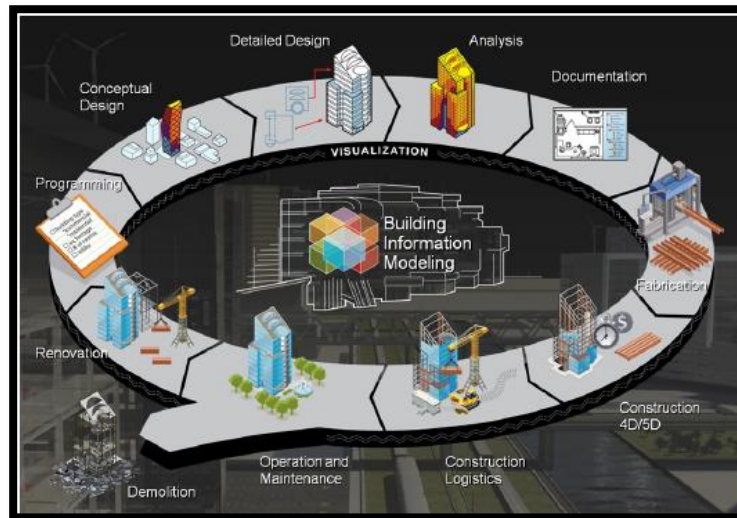 Detailed Design
Analysis
Conceptual
Design
Documentation
VISUALIZATION
Programming
Building
Information
Modeling
Fabrication
Renovation
Construction
4D/5D
Operation and
Maintenance
Construction
Logistics
Demolition